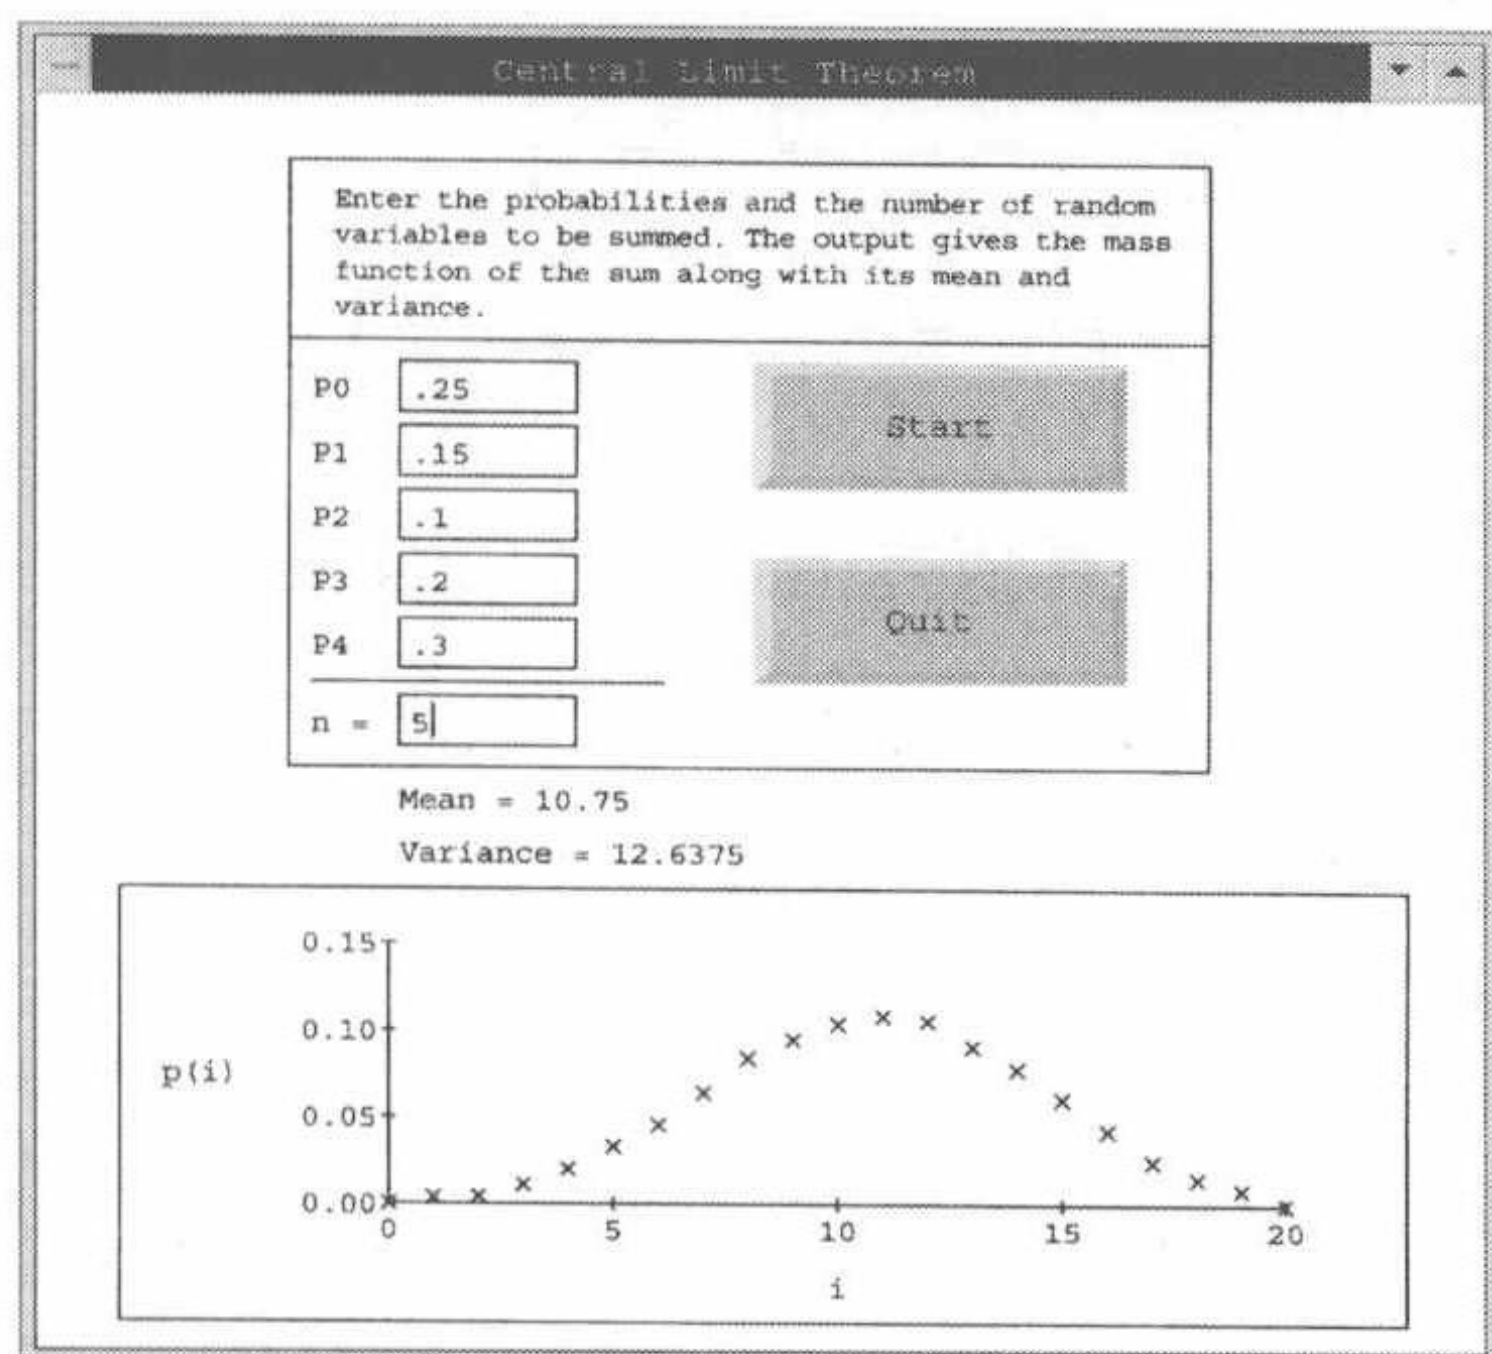 Central Limit Theorem
Enter the probabilities and the number of random
variables to be summed. The output gives the mass
function of the sum along with its mean and
variance.
P0 .25
Start
P1 .15
P2 .1
P3 .2
Quit
P4 .3
n = 5
Mean = 10.75
Variance = 12.6375
0.15
0.10
p(i)
0.05
0.00
0 5 10 15 20
i